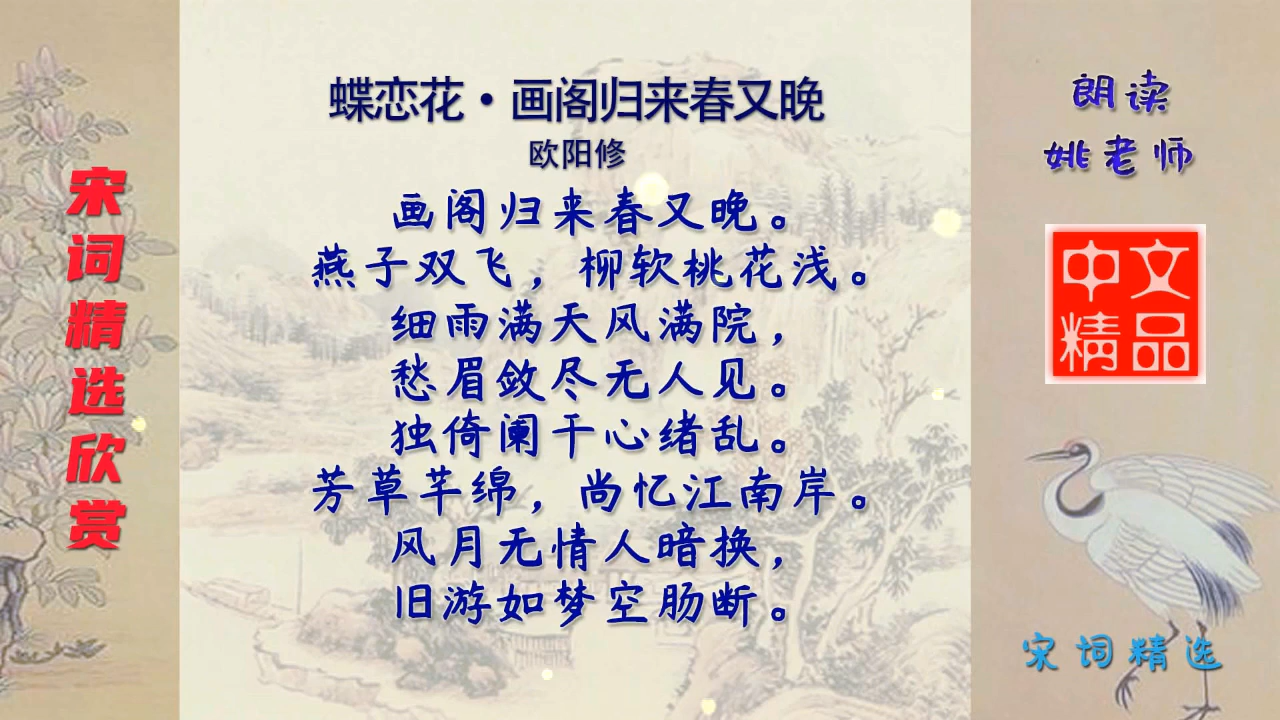 宋词精选欣赏
蝶恋花·画阁归来春又晚
欧阳修
画阁归来春又晚。
燕子双飞，柳软桃花浅。
细雨满天风满院，
愁眉敛尽无人见。
独倚阑干心绪乱。
芳草芊绵，尚忆江南岸。
风月无情人暗换，
旧游如梦空肠断。
朗读
姚老师
中文
精品
宋词精选